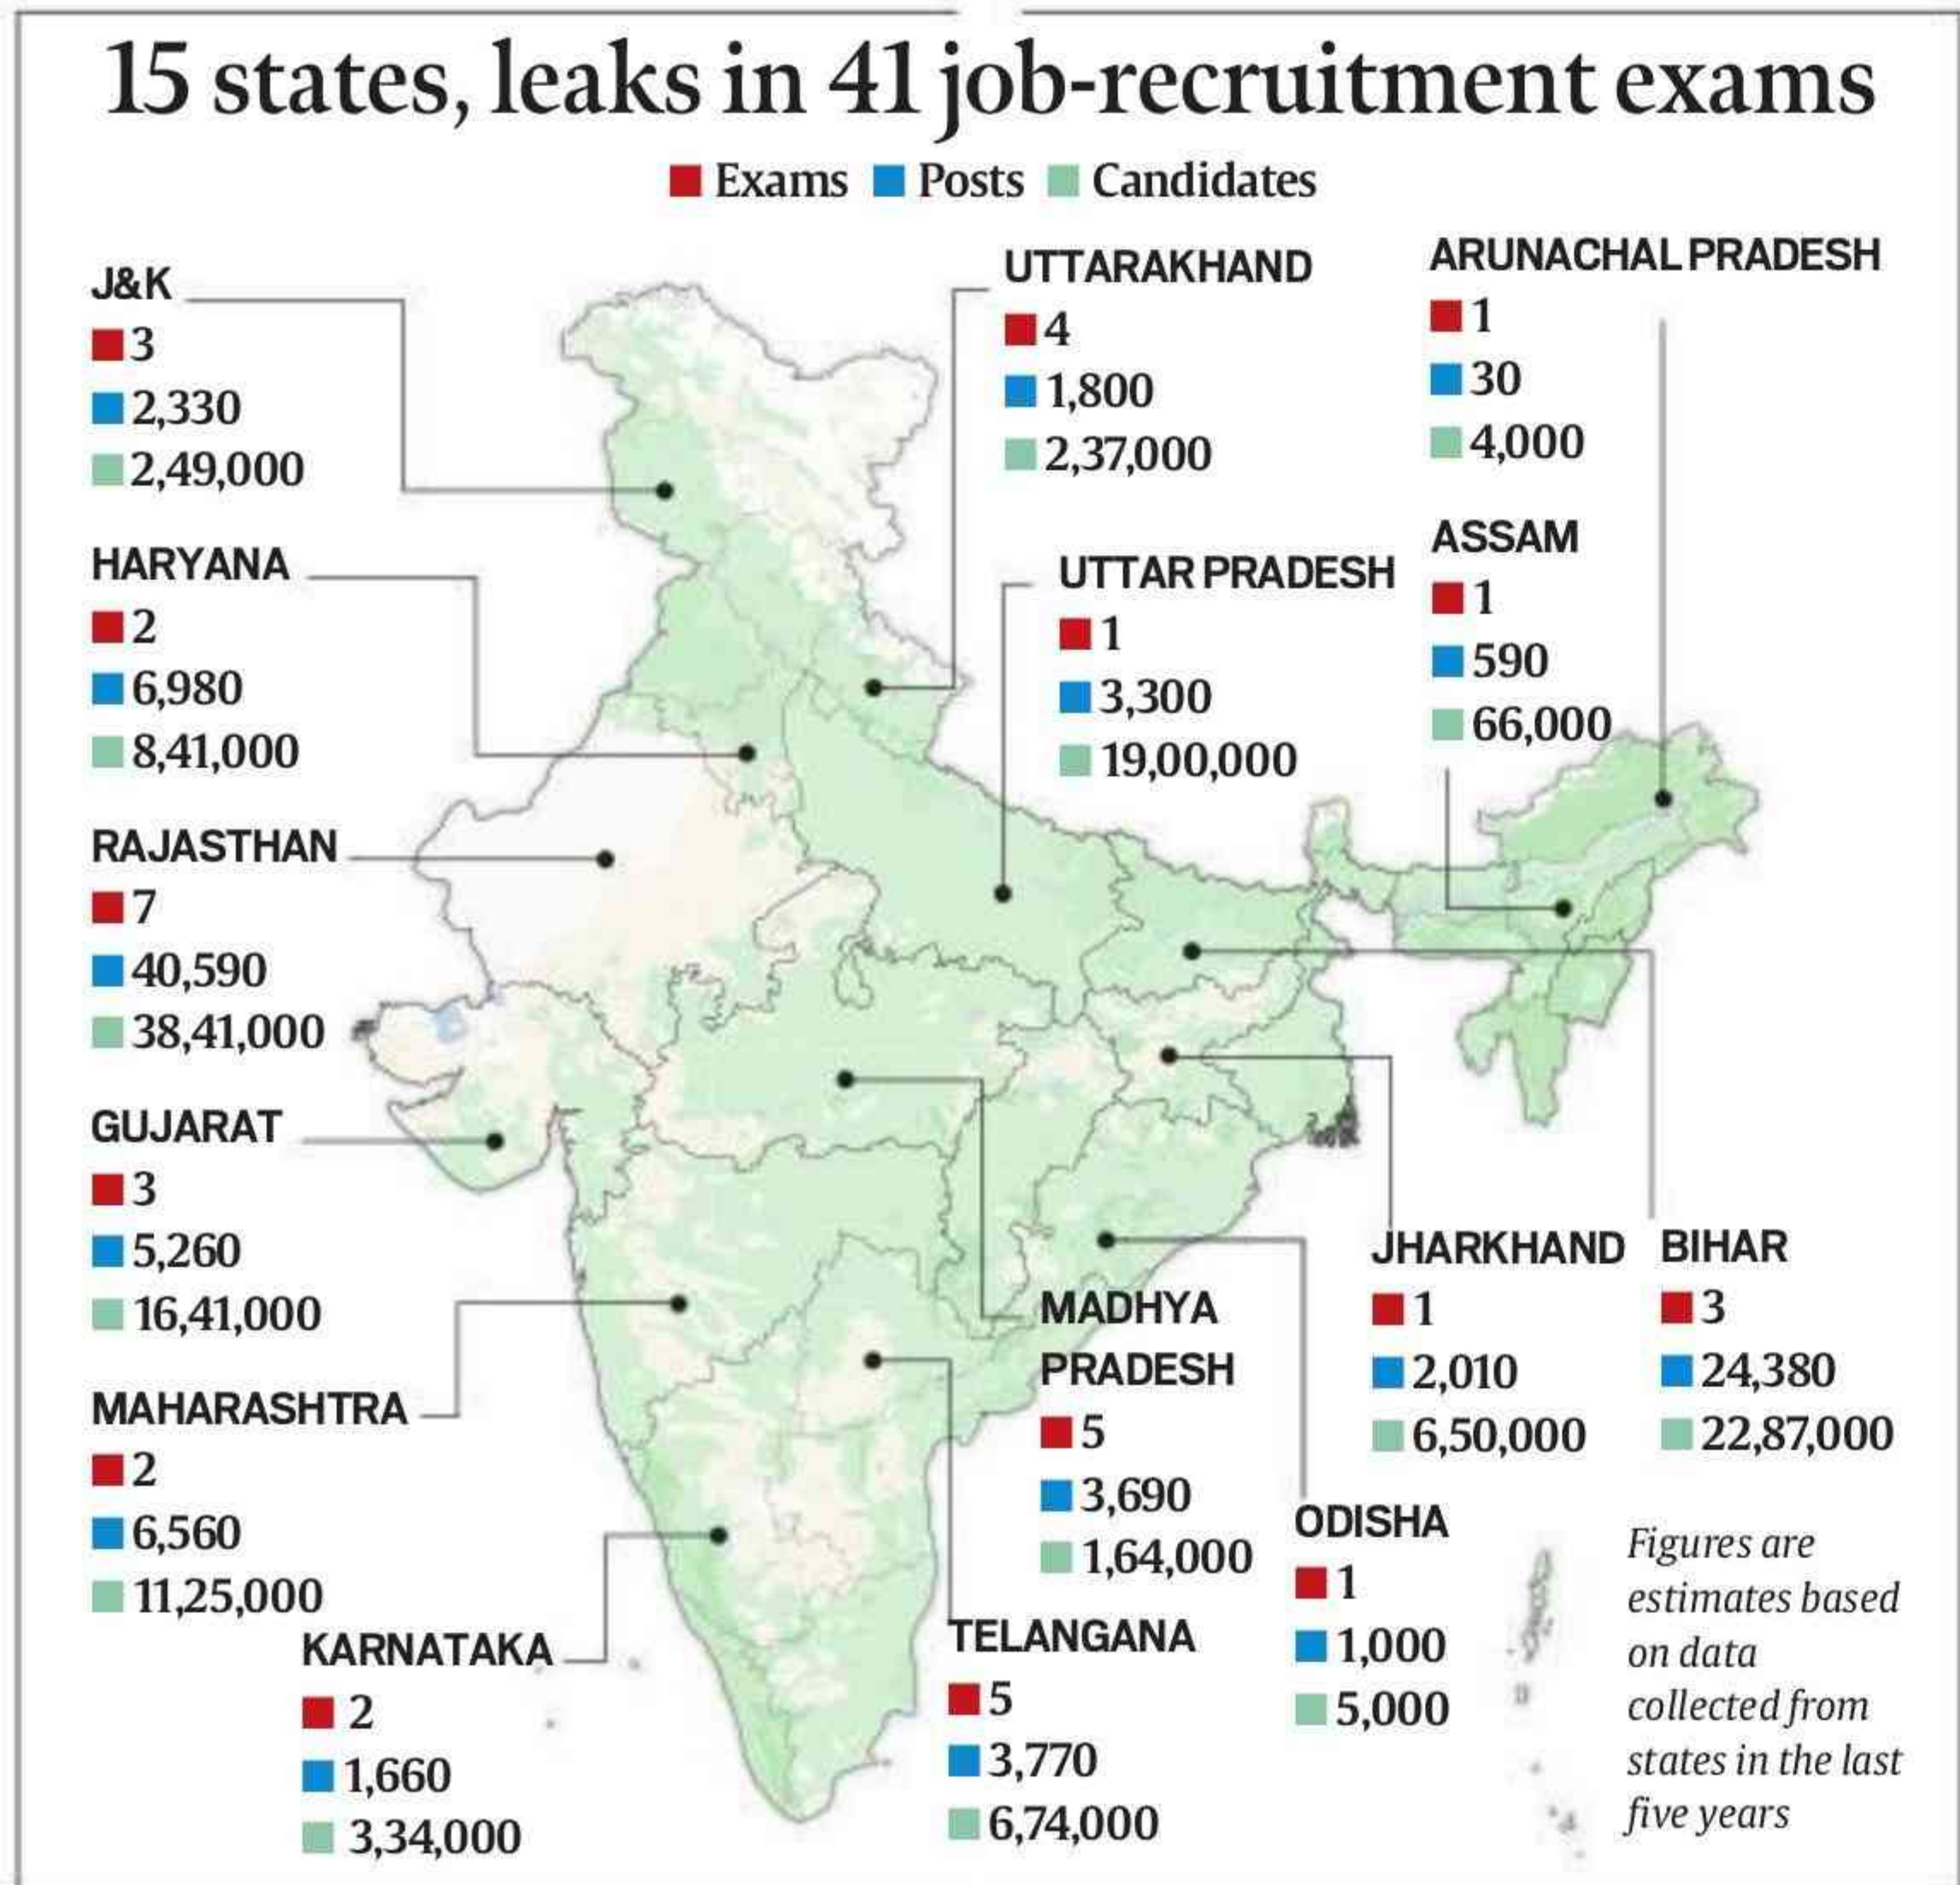 15 states, leaks in 41 job-recruitment exams
Exams Posts Candidates
J&K
3
2,330
2,49,000
HARYANA
2
6,980
8,41,000
RAJASTHAN
7
40,590
38,41,000
GUJARAT
3
5,260
16,41,000
MAHARASHTRA
2
6,560
11,25,000
KARNATAKA
2
1,660
3,34,000
UTTARAKHAND
4
1,800
2,37,000
UTTAR PRADESH
1
3,300
19,00,000
ARUNACHAL PRADESH
1
30
4,000
ASSAM
1
590
66,000
MADHYA
PRADESH
5
3,690
1,64,000
TELANGANA
5
3,770
6,74,000
ODISHA
1
1,000
5,000
JHARKHAND
1
2,010
6,50,000
BIHAR
3
24,380
22,87,000
Figures are
estimates based
on data
collected from
states in the last
five years